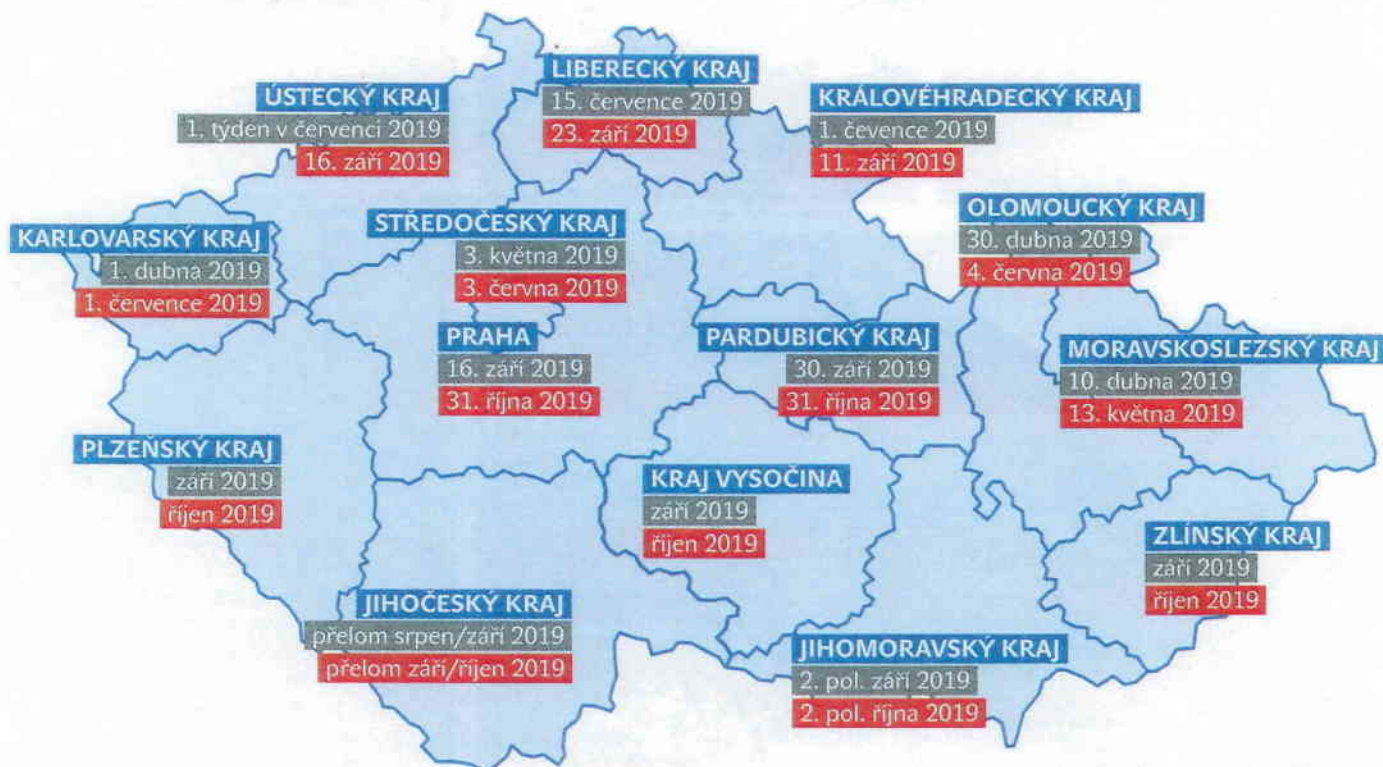 LIBERECKÝ KRAJ
15. července 2019
23. září 2019
ÚSTECKÝ KRAJ
1. týden v červenci 2019
16. září 2019
KRÁLOVÉHRADECKÝ KRAJ
1. čevence 2019
11. září 2019
KARLOVARSKÝ KRAJ
1. dubna 2019
1. července 2019
STŘEDOČESKÝ KRAJ
3. května 2019
3. června 2019
OLOMOUCKÝ KRAJ
30. dubna 2019
4. června 2019
PRAHA
16. září 2019
31. října 2019
PARDUBICKÝ KRAJ
30. září 2019
31. října 2019
MORAVSKOSLEZSKÝ KRAJ
10. dubna 2019
13. května 2019
PLZEŇSKÝ KRAJ
září 2019
říjen 2019
KRAJ VYSOČINA
září 2019
říjen 2019
ZLÍNSKÝ KRAJ
září 2019
říjen 2019
JIHOČESKÝ KRAJ
přelom srpen/září 2019
přelom září/říjen 2019
JIHOMORAVSKÝ KRAJ
2. pol. září 2019
2. pol. října 2019